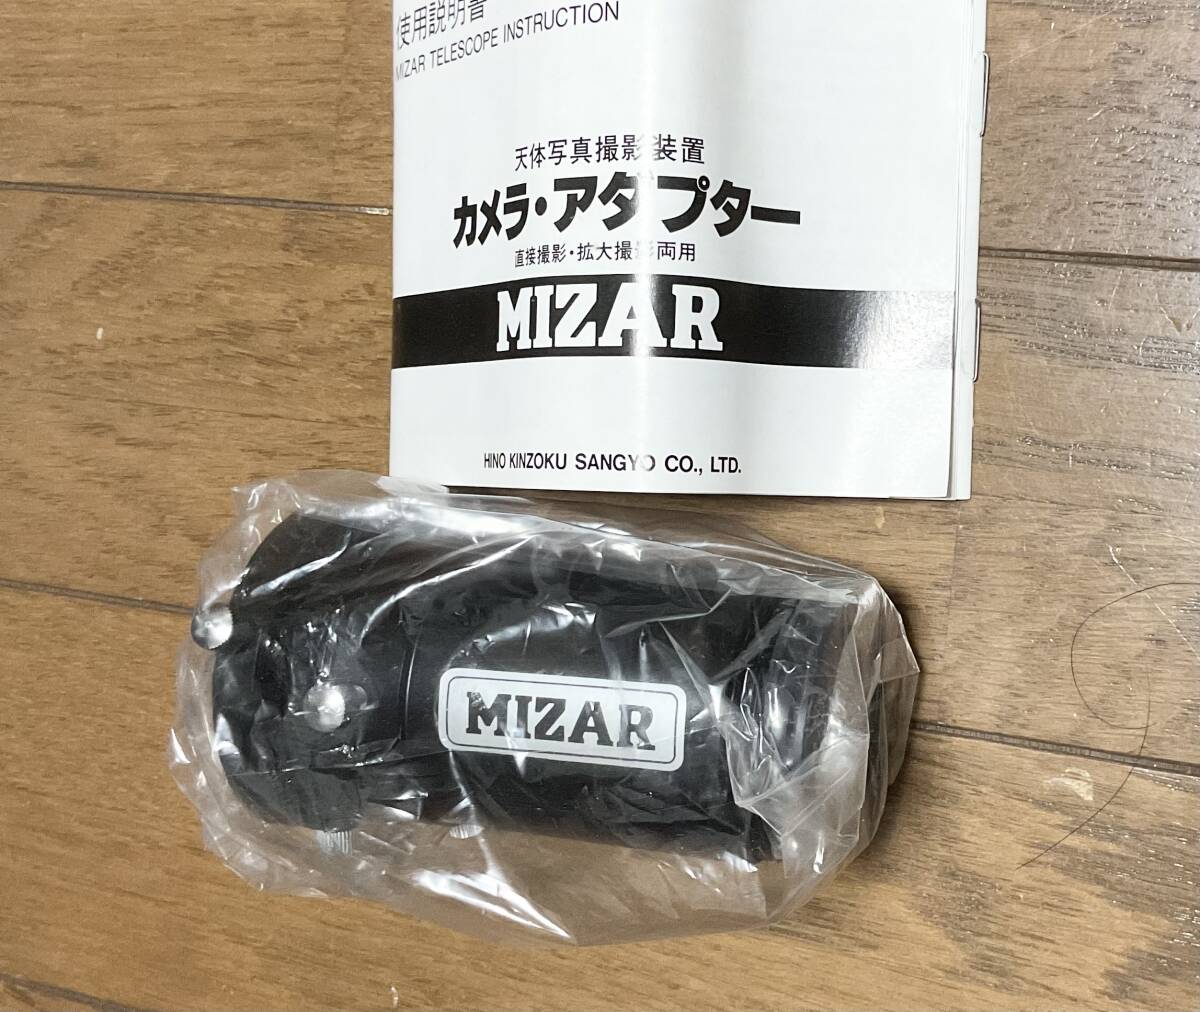 使用説明書
MIZAR TELESCOPE INSTRUCTION
天体写真撮影装置
カメラ・アダプター
直接撮影・拡大撮影両用
MIZAR
HINO KINZOKU SANGYO CO., LTD.
MIZAR